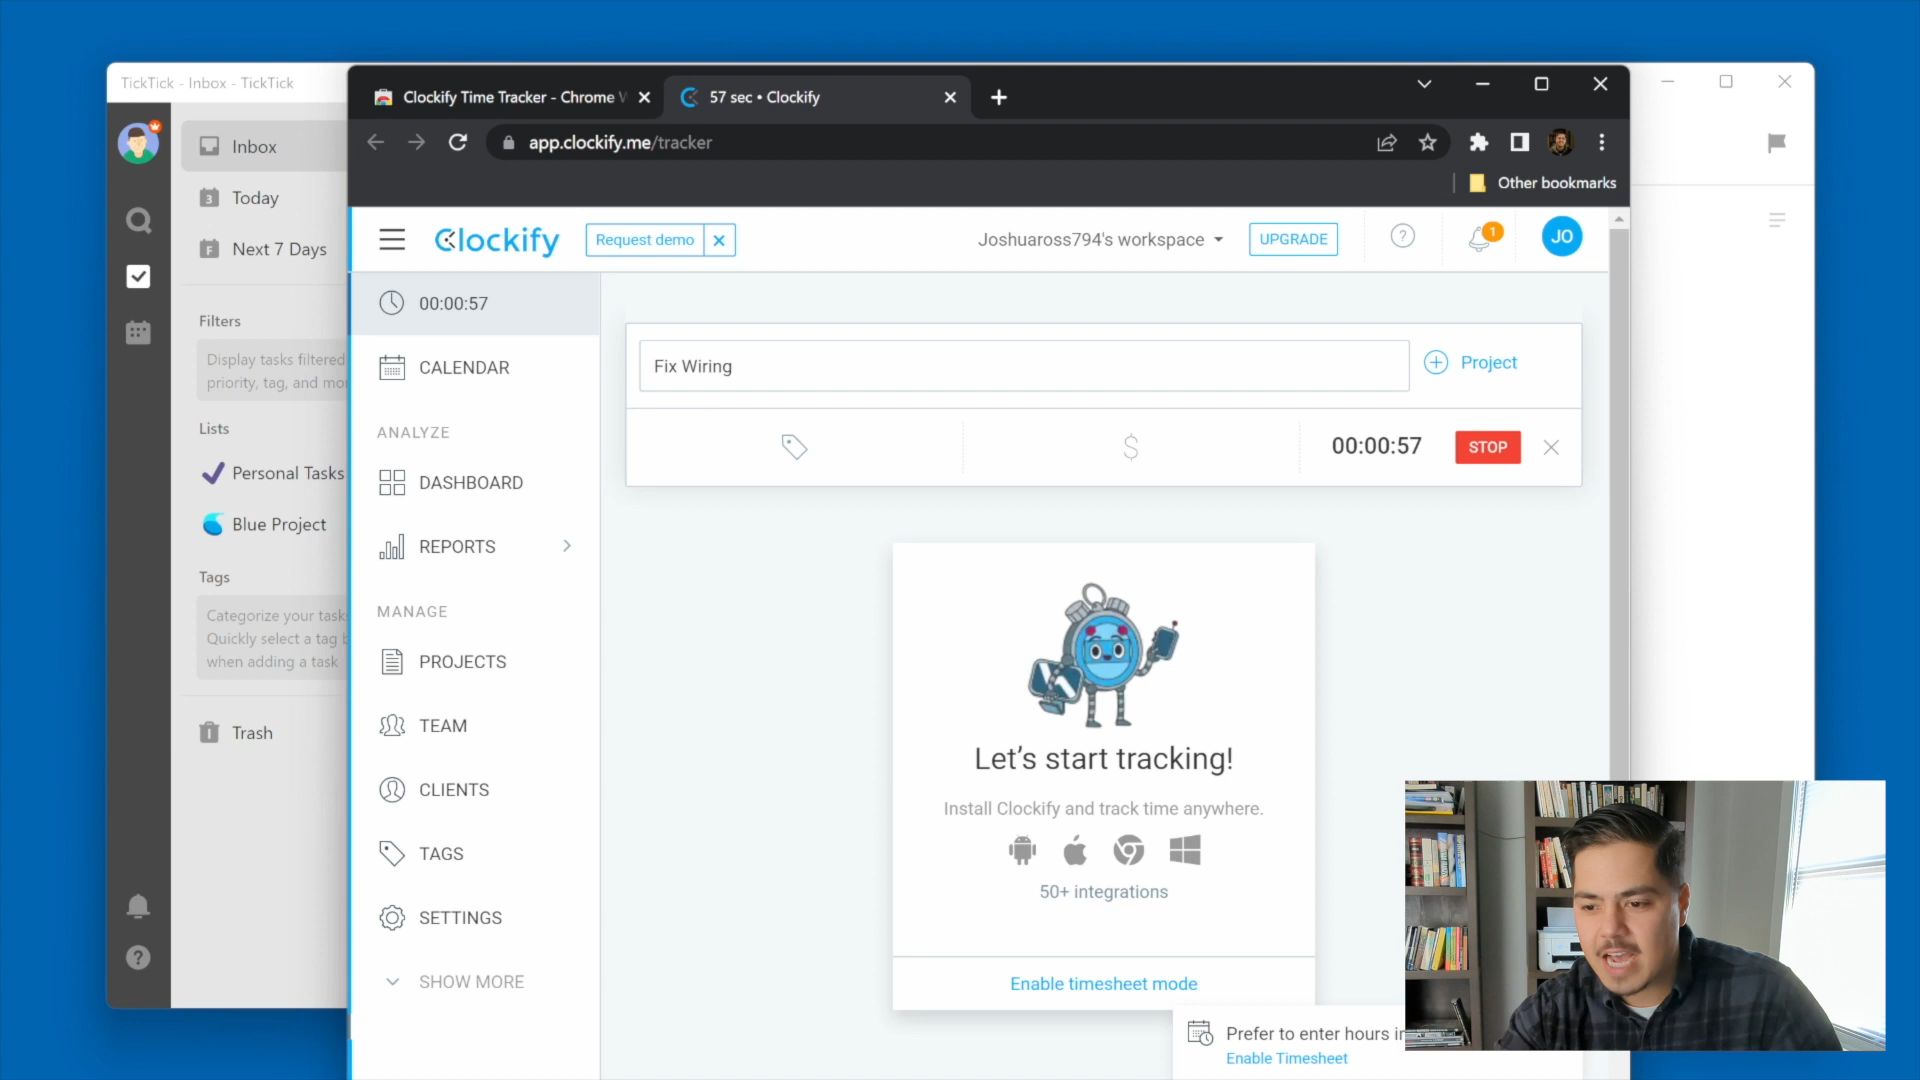 TickTick - Inbox - TickTick
Inbox
3
Today
F
Next 7 Days
Filters
Display tasks filtered
priority, tag, and
Lists
Personal Tasks
Blue Project
Tags
Categorize your
Quickly select a tag
when adding a task
Trash
?
Clockify Time Tracker - Chrome
57 sec • Clockify
app.clockify.me/tracker
Other bookmarks
Clockify
Request demo
Joshuaross794's workspace
UPGRADE
?
1
JO
00:00:57
CALENDAR
ANALYZE
DASHBOARD
REPORTS
MANAGE
PROJECTS
TEAM
CLIENTS
TAGS
SETTINGS
SHOW MORE
Fix Wiring
Project
$
00:00:57
STOP
Let's start tracking!
Install Clockify and track time anywhere.
50+ integrations
Enable timesheet mode
Prefer to enter hours
Enable Timesheet